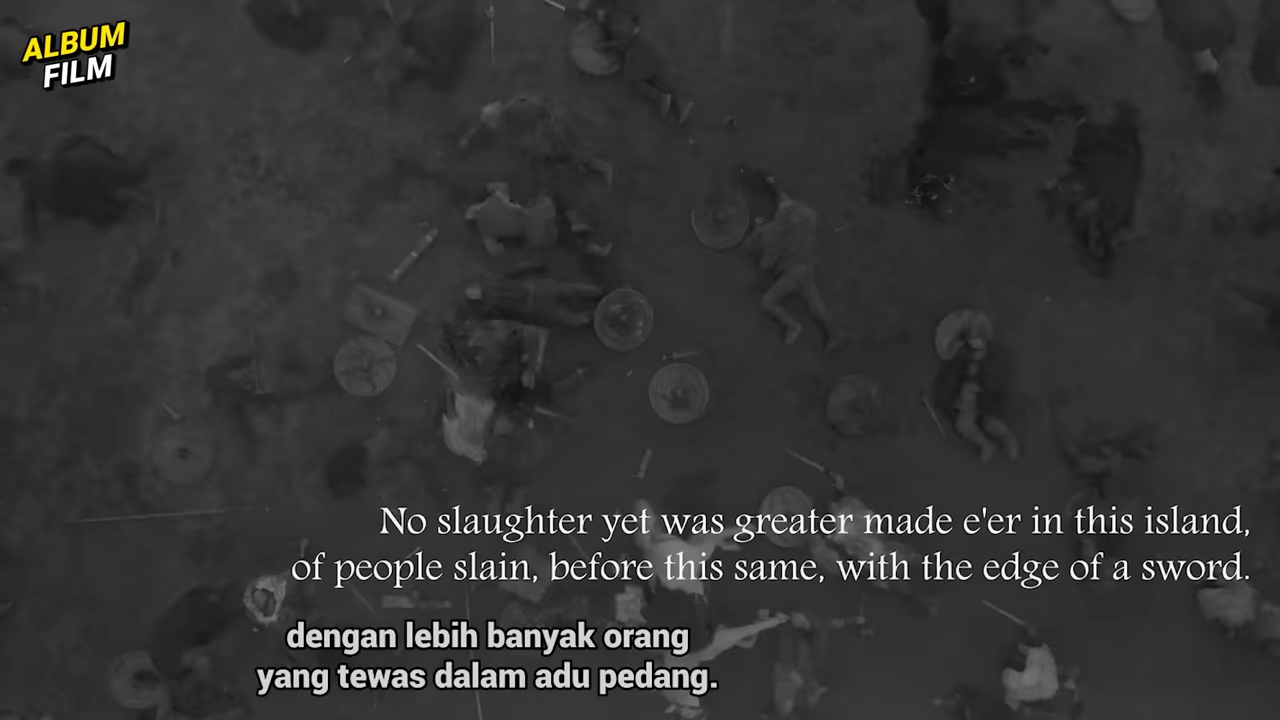 ALBUM
FILM
No slaughter yet was greater made e'er in this island,
of people slain, before this same, with the edge of a sword.
dengan lebih banyak orang
yang tewas dalam adu pedang.